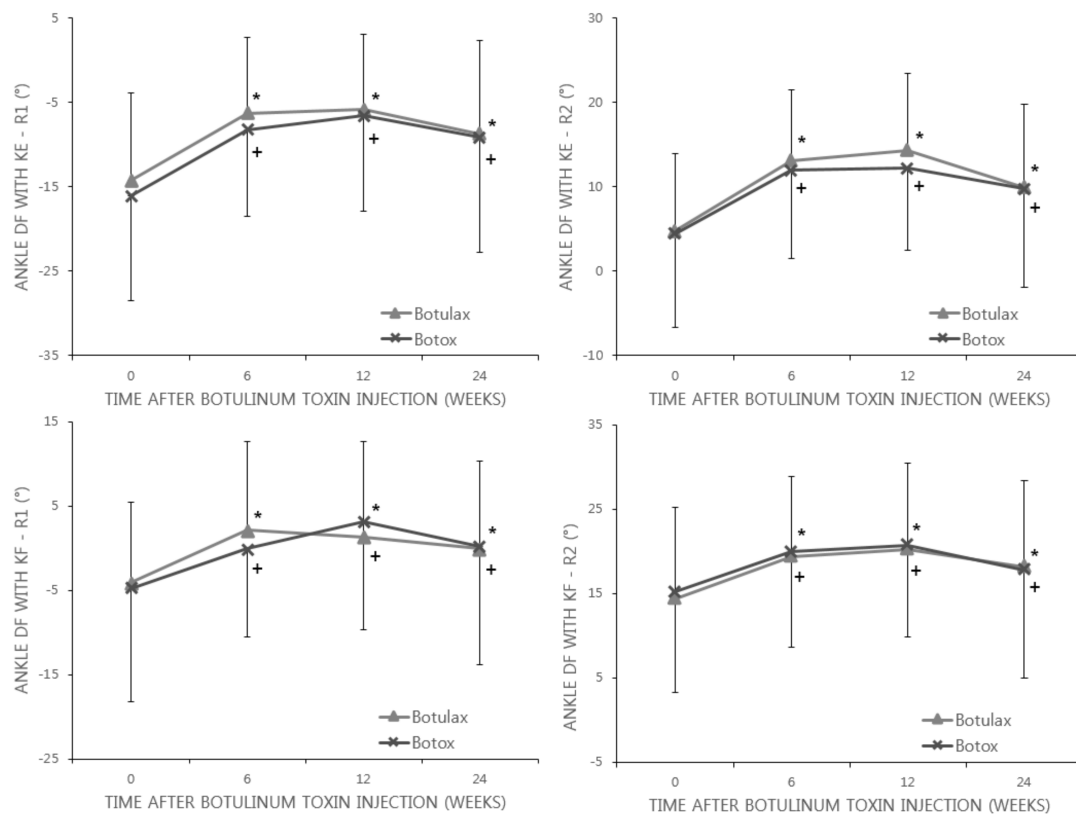 5
-5
-15
-25
-35
ANKLE DF WITH KE - R1 (°)
* * *
+ + +
Botulax
Botox
0 6 12 24
TIME AFTER BOTULINUM TOXIN INJECTION (WEEKS)
30
20
10
0
-10
ANKLE DF WITH KE - R2 (°)
* * *
+ + +
Botulax
Botox
0 6 12 24
TIME AFTER BOTULINUM TOXIN INJECTION (WEEKS)
15
5
-5
-15
-25
ANKLE DF WITH KF - R1 (°)
* * *
+ + +
Botulax
Botox
0 6 12 24
TIME AFTER BOTULINUM TOXIN INJECTION (WEEKS)
35
25
15
5
-5
ANKLE DF WITH KF - R2 (°)
* * *
+ + +
Botulax
Botox
0 6 12 24
TIME AFTER BOTULINUM TOXIN INJECTION (WEEKS)